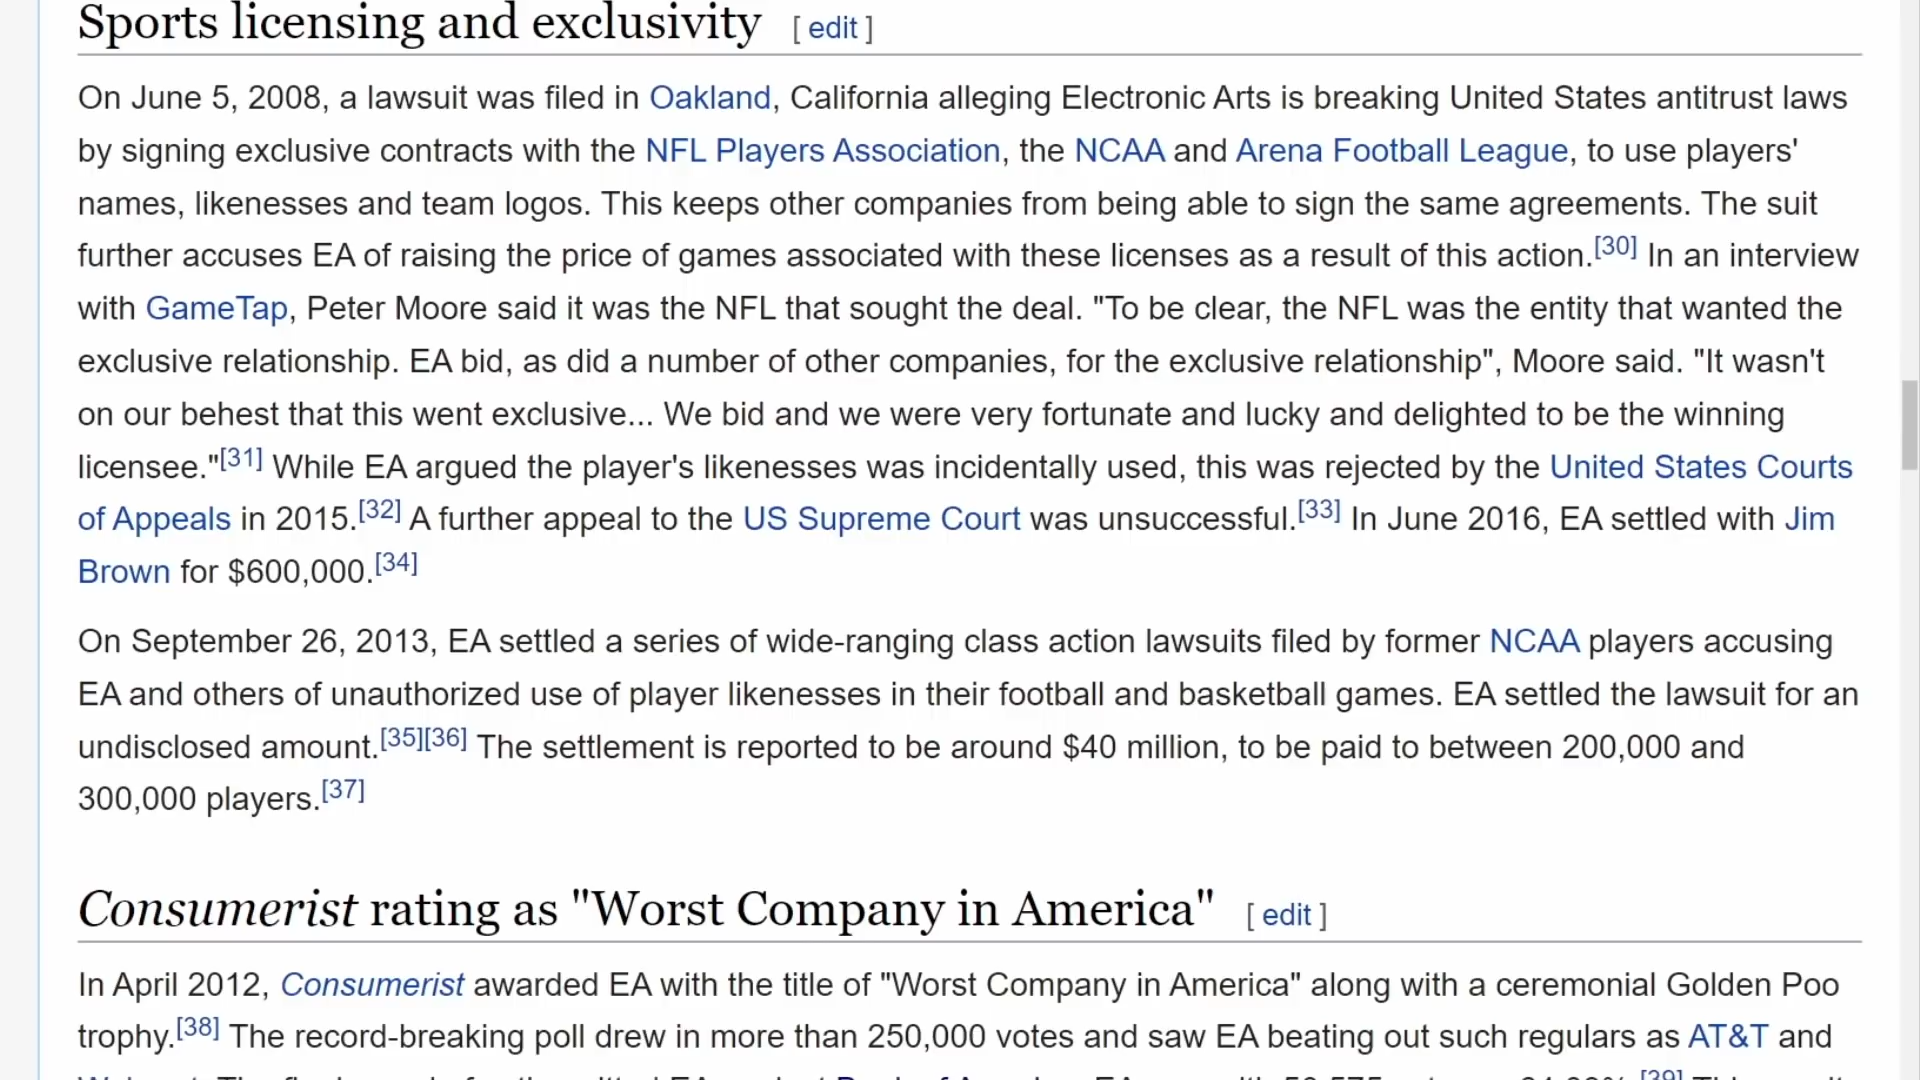 Sports licensing and exclusivity [ edit ]
On June 5, 2008, a lawsuit was filed in Oakland, California alleging Electronic Arts is breaking United States antitrust laws
by signing exclusive contracts with the NFL Players Association, the NCAA and Arena Football League, to use players'
names, likenesses and team logos. This keeps other companies from being able to sign the same agreements. The suit
further accuses EA of raising the price of games associated with these licenses as a result of this action.[30] In an interview
with GameTap, Peter Moore said it was the NFL that sought the deal. "To be clear, the NFL was the entity that wanted the
exclusive relationship. EA bid, as did a number of other companies, for the exclusive relationship", Moore said. "It wasn't
on our behest that this went exclusive... We bid and we were very fortunate and lucky and delighted to be the winning
licensee."[31] While EA argued the player's likenesses was incidentally used, this was rejected by the United States Courts
of Appeals in 2015.[32] A further appeal to the US Supreme Court was unsuccessful.[33] In June 2016, EA settled with Jim
Brown for $600,000.[34]
On September 26, 2013, EA settled a series of wide-ranging class action lawsuits filed by former NCAA players accusing
EA and others of unauthorized use of player likenesses in their football and basketball games. EA settled the lawsuit for an
undisclosed amount.[35][36] The settlement is reported to be around $40 million, to be paid to between 200,000 and
300,000 players.[37]
Consumerist rating as "Worst Company in America" [ edit ]
In April 2012, Consumerist awarded EA with the title of "Worst Company in America" along with a ceremonial Golden Poo
trophy.[38] The record-breaking poll drew in more than 250,000 votes and saw EA beating out such regulars as AT&T and
[39]